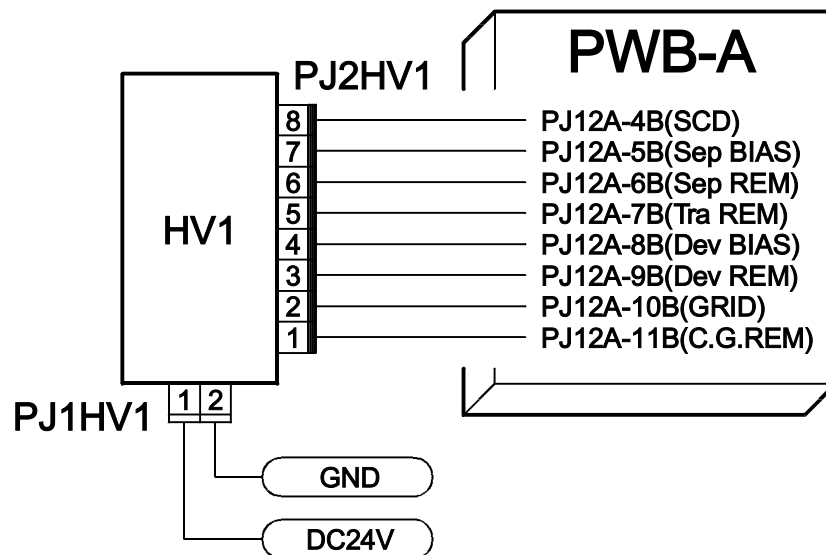 PWB-A
PJ2HV1
8 PJ12A-4B(SCD)
7 PJ12A-5B(Sep BIAS)
6 PJ12A-6B(Sep REM)
5 PJ12A-7B(Tra REM)
HV1
4 PJ12A-8B(Dev BIAS)
3 PJ12A-9B(Dev REM)
2 PJ12A-10B(GRID)
1 PJ12A-11B(C.G.REM)
PJ1HV1
1 2
GND
DC24V